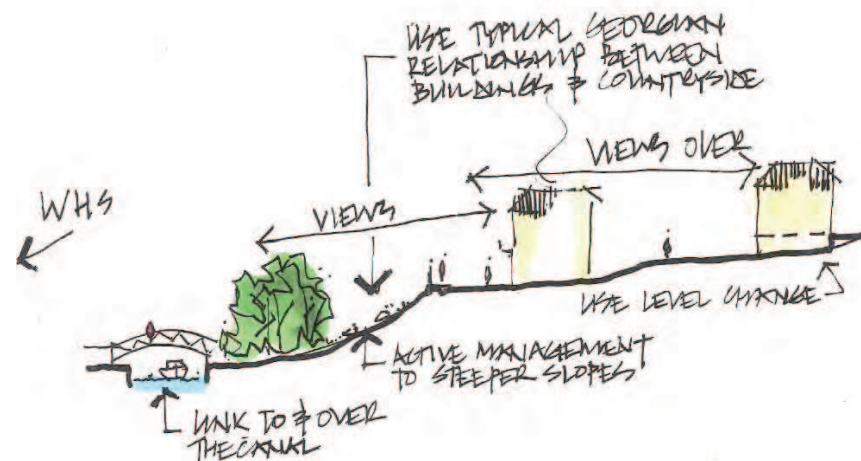 USE TYPICAL GEORGIAN
RELATIONSHIP BETWEEN
BUILDINGS & COUNTRYSIDE
VIEWS OVER
WHS
VIEWS
USE LEVEL CHANGE
ACTIVE MANAGEMENT
TO STEEPER SLOPES
LINK TO & OVER
THE CANAL